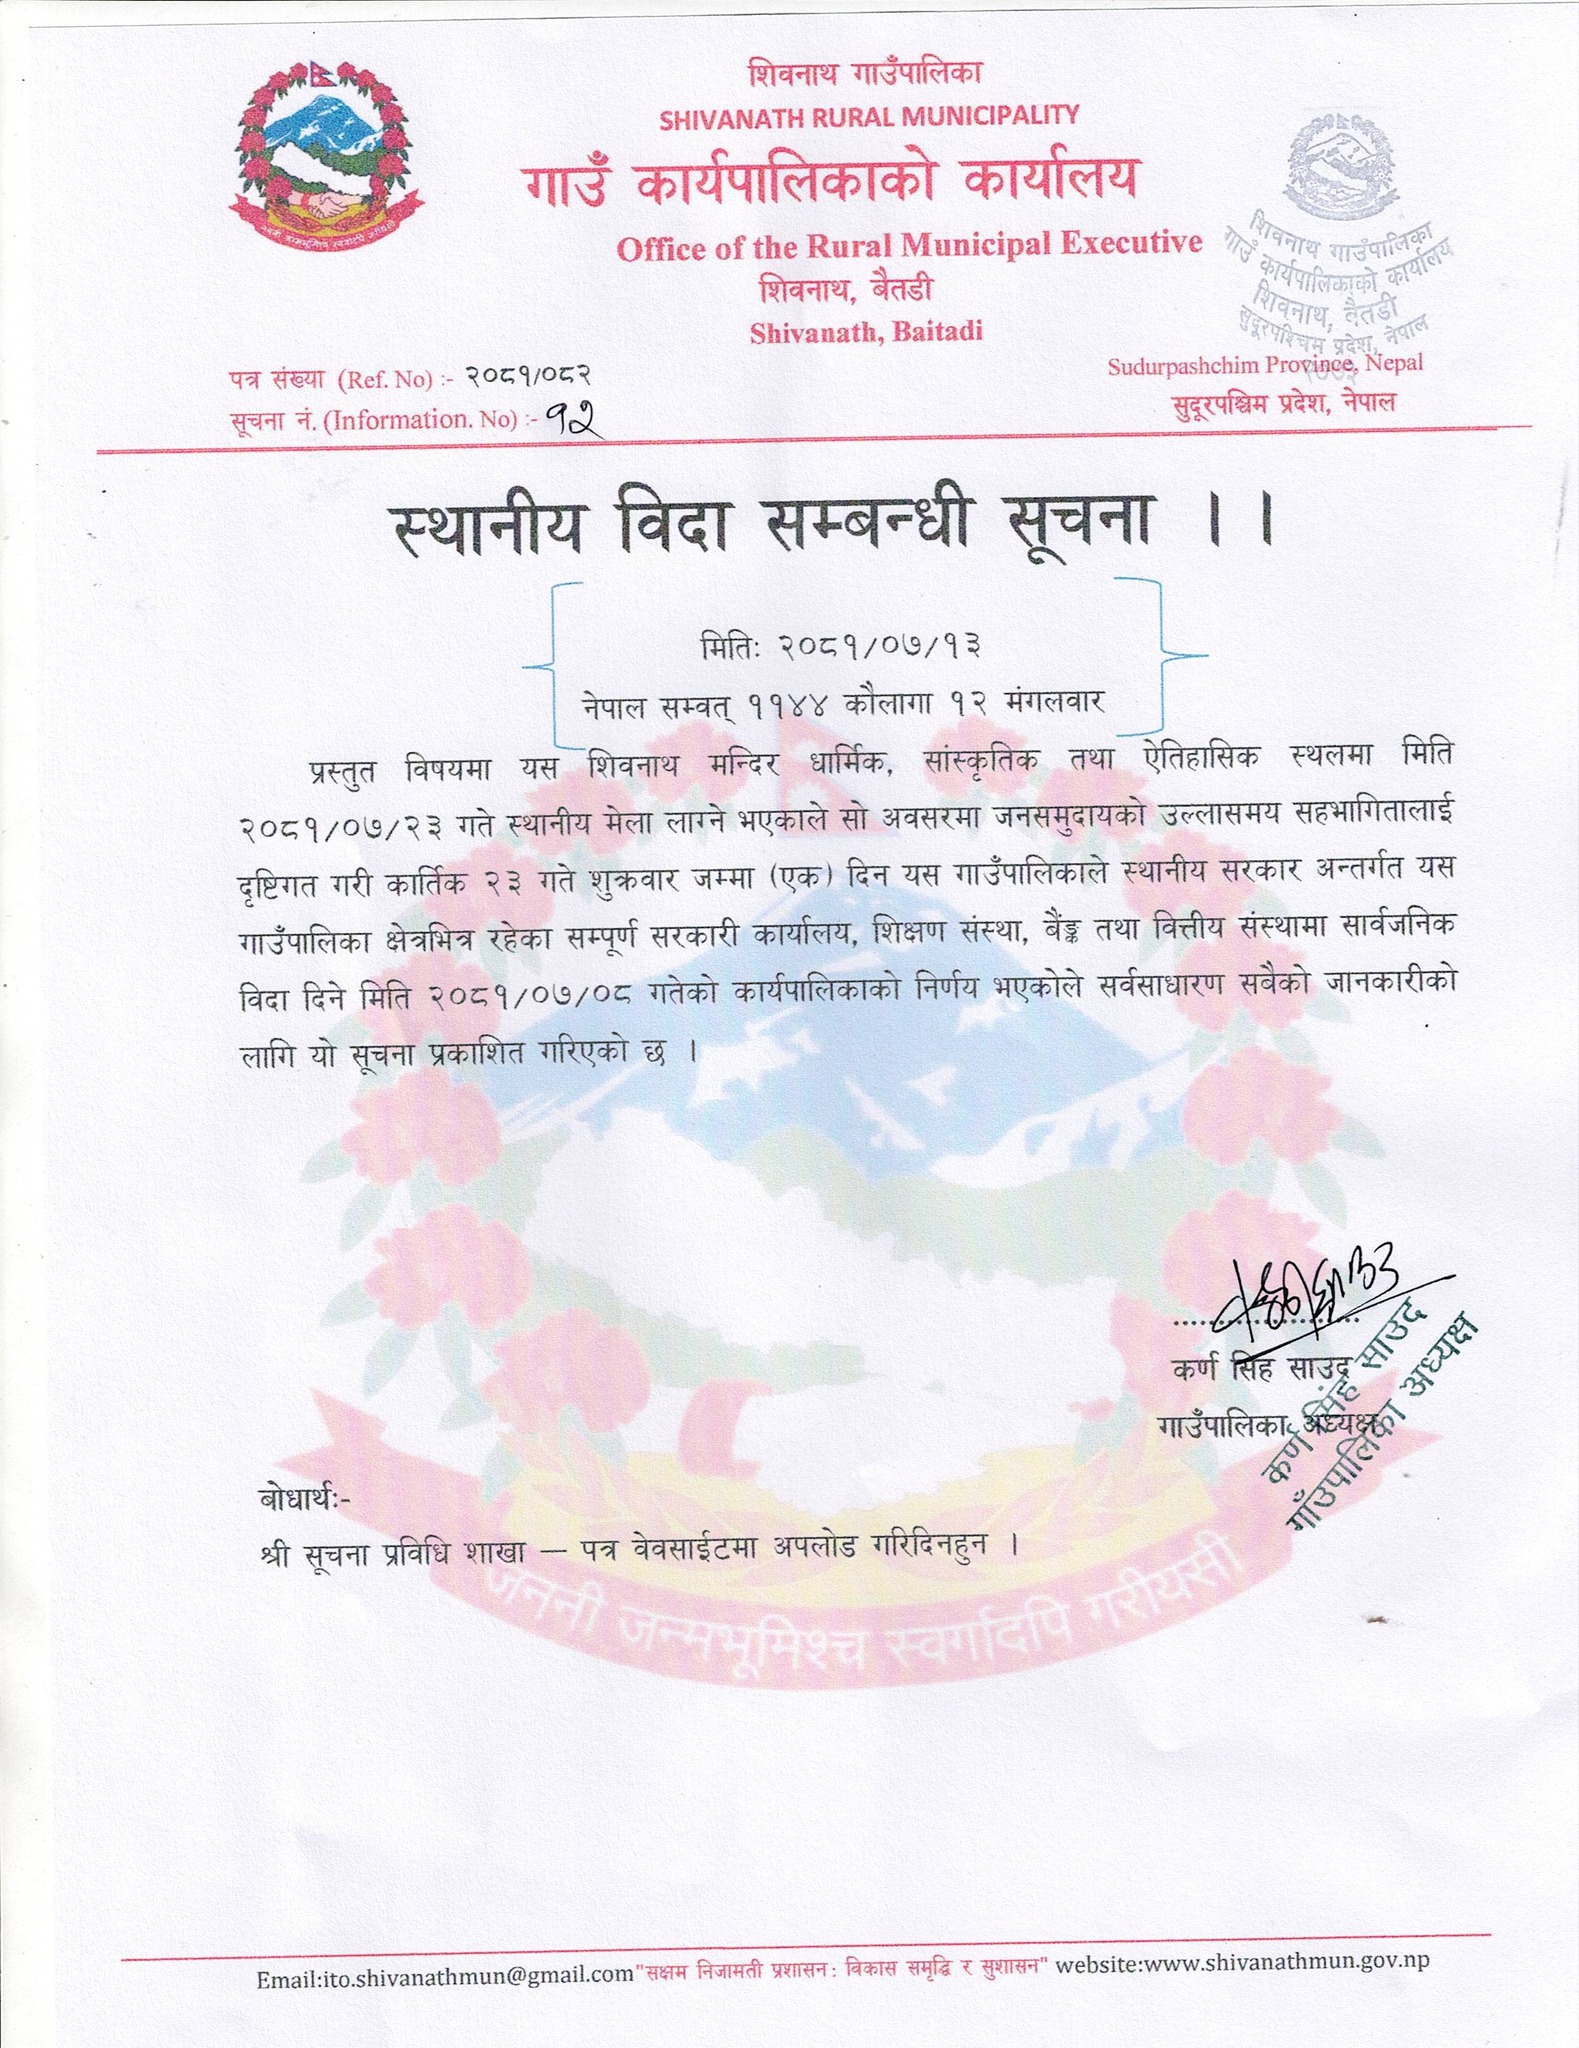 शिवनाथ गाउँपालिका
SHIVANATH RURAL MUNICIPALITY
गाउँ कार्यपालिकाको कार्यालय
Office of the Rural Municipal Executive
शिवनाथ, बैतडी
Shivanath, Baitadi
शिवनाथ गाउँपालिका
गाउँ कार्यपालिकाको कार्यालय
शिवनाथ, बैतडी
सुदूरपश्चिम प्रदेश, नेपाल
२०७३
पत्र संख्या (Ref. No) :- २०८१/०८२
Sudurpashchim Province, Nepal
सूचना नं. (Information. No) :- १२
सुदूरपश्चिम प्रदेश, नेपाल
स्थानीय विदा सम्बन्धी सूचना ।।
मितिः २०८१/०७/१३
नेपाल सम्वत् ११४४ कौलागा १२ मंगलवार
प्रस्तुत विषयमा यस शिवनाथ मन्दिर धार्मिक, सांस्कृतिक तथा ऐतिहासिक स्थलमा मिति
२०८१/०७/२३ गते स्थानीय मेला लाग्ने भएकाले सो अवसरमा जनसमुदायको उल्लासमय सहभागितालाई
दृष्टिगत गरी कार्तिक २३ गते शुक्रवार जम्मा (एक) दिन यस गाउँपालिकाले स्थानीय सरकार अन्तर्गत यस
गाउँपालिका क्षेत्रभित्र रहेका सम्पूर्ण सरकारी कार्यालय, शिक्षण संस्था, बैंङ्क तथा वित्तीय संस्थामा सार्वजनिक
विदा दिने मिति २०८१/०७/०८ गतेको कार्यपालिकाको निर्णय भएकोले सर्वसाधारण सबैको जानकारीको
लागि यो सूचना प्रकाशित गरिएको छ ।
कर्ण सिंह साउद
गाउँपालिका अध्यक्ष
कर्ण सिंह साउद
गाउँपालिका अध्यक्ष
बोधार्थः-
श्री सूचना प्रविधि शाखा – पत्र वेवसाईटमा अपलोड गरिदिनहुन ।
जननी जन्मभूमिश्च स्वर्गादपि गरीयसी
Email:ito.shivanathmun@gmail.com "सक्षम निजामती प्रशासन: विकास समृद्धि र सुशासन" website:www.shivanathmun.gov.np